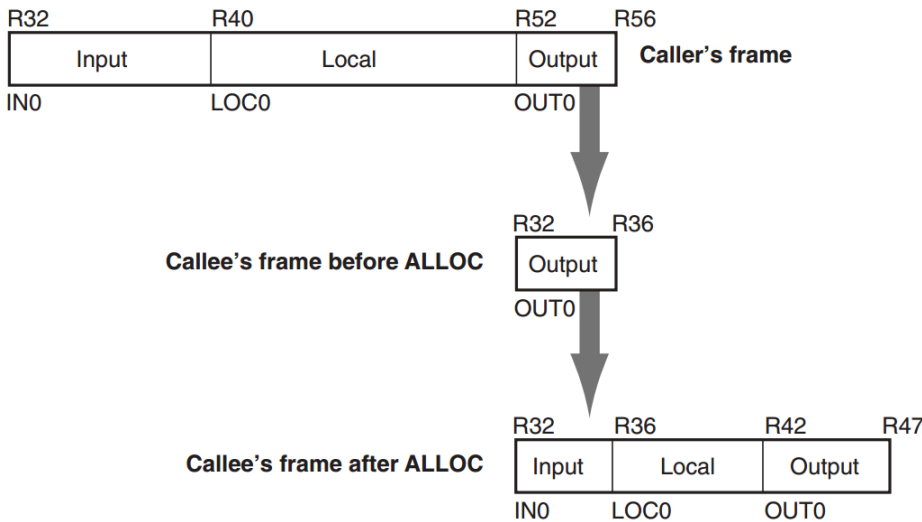 R32 R40 R52 R56
Input Local Output Caller's frame
IN0 LOC0 OUT0
R32 R36
Callee's frame before ALLOC Output
OUT0
R32 R36 R42 R47
Callee's frame after ALLOC Input Local Output
IN0 LOC0 OUT0